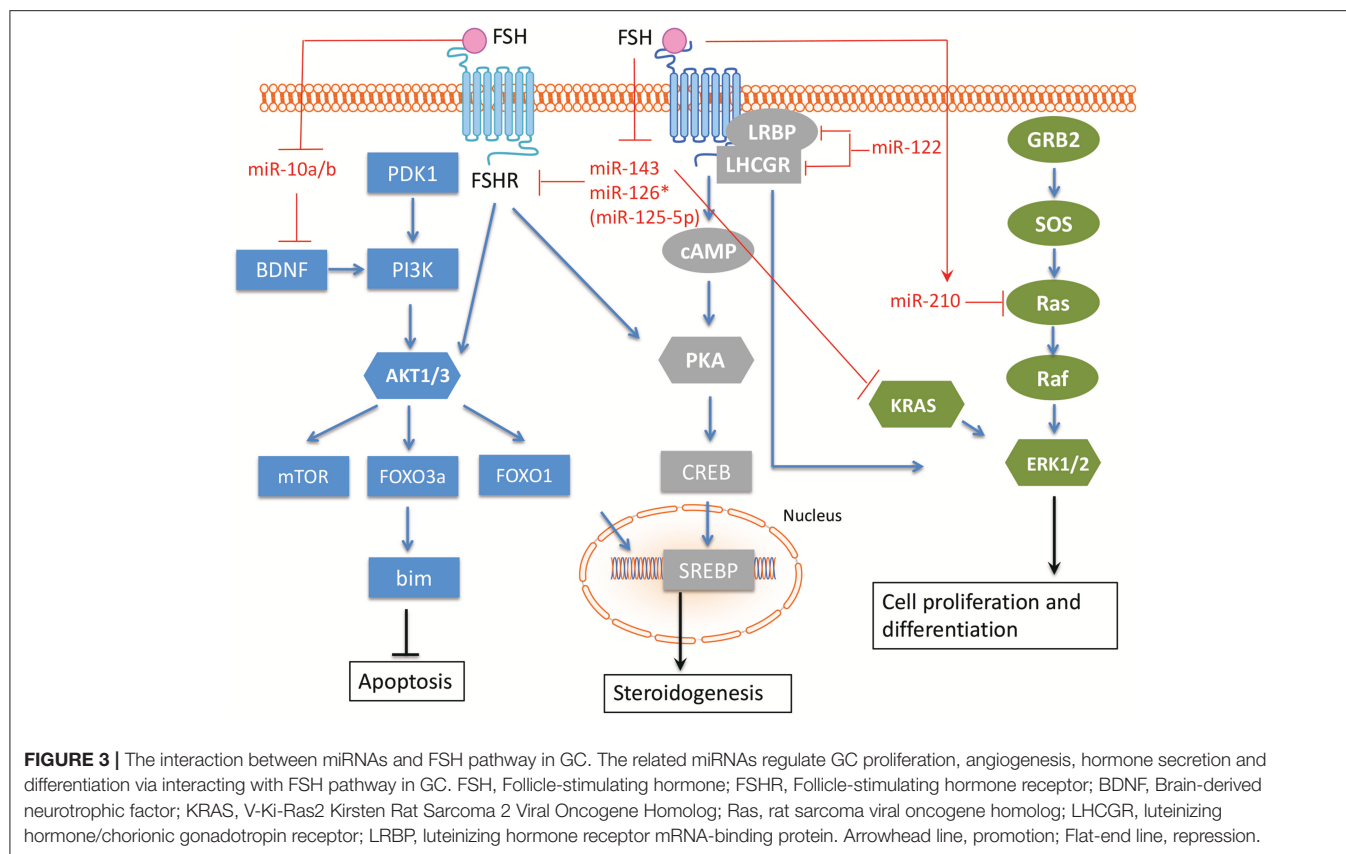 FSH
FSH
LRBP
GRB2
miR-122
LHCGR
miR-10a/b
PDK1
FSHR
miR-143
miR-126*
(miR-125-5p)
SOS
cAMP
BDNF
PI3K
miR-210
Ras
PKA
AKT1/3
Raf
KRAS
mTOR
FOXO3a
FOXO1
CREB
ERK1/2
Nucleus
bim
SREBP
Cell proliferation and
differentiation
Apoptosis
Steroidogenesis
FIGURE 3 | The interaction between miRNAs and FSH pathway in GC. The related miRNAs regulate GC proliferation, angiogenesis, hormone secretion and
differentiation via interacting with FSH pathway in GC. FSH, Follicle-stimulating hormone; FSHR, Follicle-stimulating hormone receptor; BDNF, Brain-derived
neurotrophic factor; KRAS, V-Ki-Ras2 Kirsten Rat Sarcoma 2 Viral Oncogene Homolog; Ras, rat sarcoma viral oncogene homolog; LHCGR, luteinizing
hormone/chorionic gonadotropin receptor; LRBP, luteinizing hormone receptor mRNA-binding protein. Arrowhead line, promotion; Flat-end line, repression.